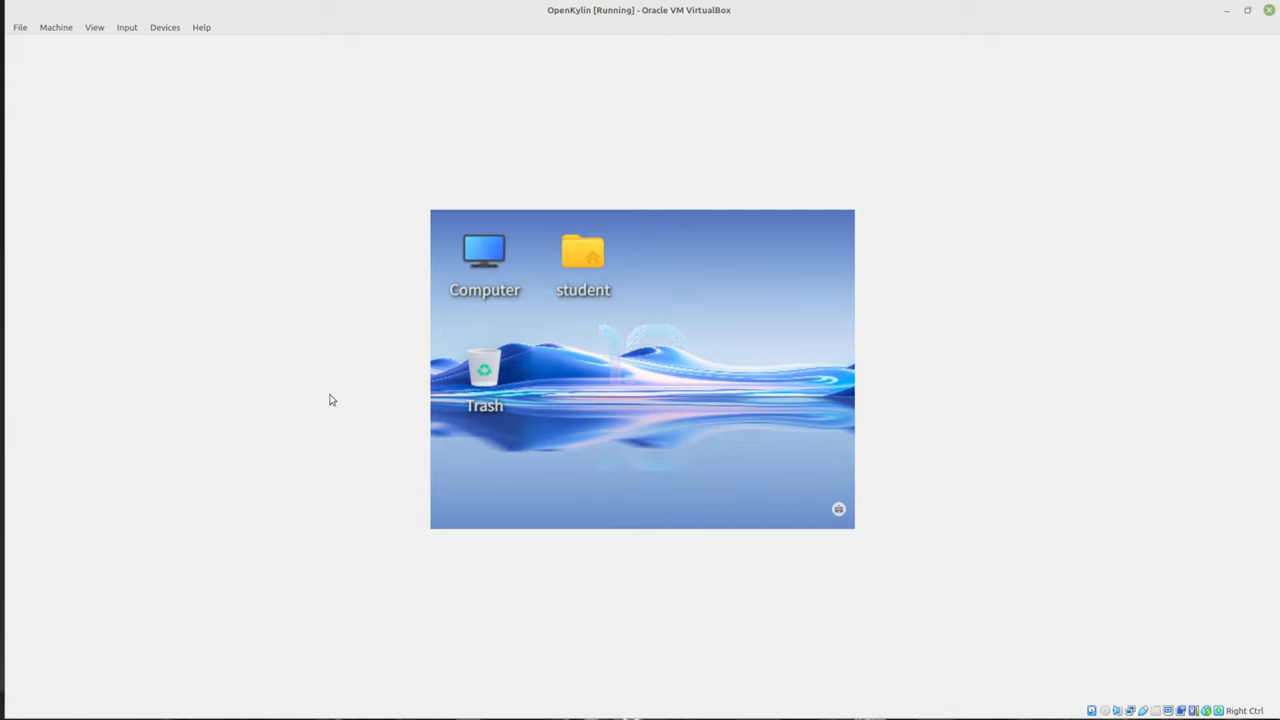 OpenKylin [Running] - Oracle VM VirtualBox
File Machine View Input Devices Help
Computer student
Trash
Right Ctrl